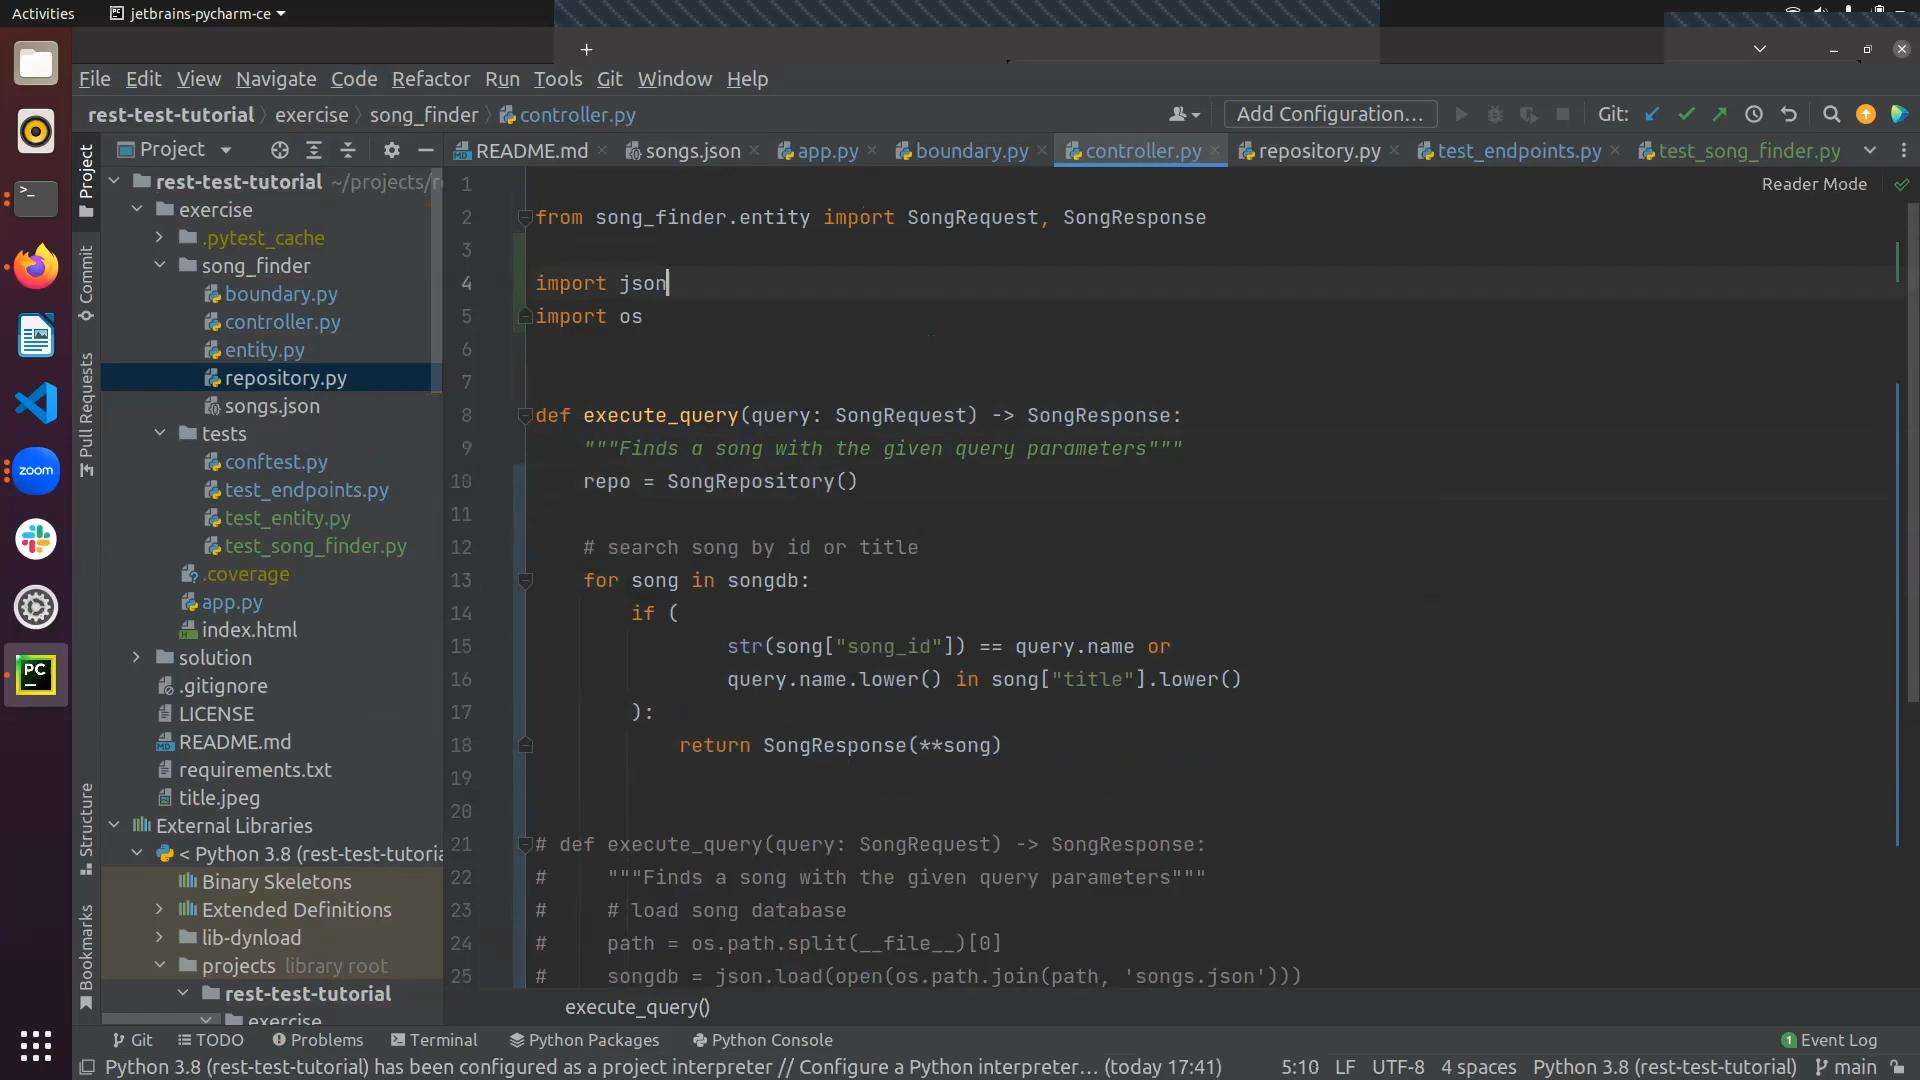 Activities jetbrains-pycharm-ce
+
File Edit View Navigate Code Refactor Run Tools Git Window Help
rest-test-tutorial exercise song_finder controller.py Add Configuration... Git:
Project README.md songs.json app.py boundary.py controller.py repository.py test_endpoints.py test_song_finder.py
Reader Mode
Project
Commit
Pull Requests
Structure
Bookmarks
rest-test-tutorial ~/projects/r
exercise
.pytest_cache
song_finder
boundary.py
controller.py
entity.py
repository.py
songs.json
tests
conftest.py
test_endpoints.py
test_entity.py
test_song_finder.py
.coverage
app.py
index.html
solution
.gitignore
LICENSE
README.md
requirements.txt
title.jpeg
External Libraries
< Python 3.8 (rest-test-tutoria
Binary Skeletons
Extended Definitions
lib-dynload
projects library root
rest-test-tutorial
exercise
zoom
PC
1
2 from song_finder.entity import SongRequest, SongResponse
3
4 import json
5 import os
6
7
8 def execute_query(query: SongRequest) -> SongResponse:
9 """Finds a song with the given query parameters"""
10 repo = SongRepository()
11
12 # search song by id or title
13 for song in songdb:
14 if (
15 str(song["song_id"]) == query.name or
16 query.name.lower() in song["title"].lower()
17 ):
18 return SongResponse(**song)
19
20
21 # def execute_query(query: SongRequest) -> SongResponse:
22 # """Finds a song with the given query parameters"""
23 # # load song database
24 # path = os.path.split(__file__)[0]
25 # songdb = json.load(open(os.path.join(path, 'songs.json')))
execute_query()
Git TODO Problems Terminal Python Packages Python Console 1 Event Log
Python 3.8 (rest-test-tutorial) has been configured as a project interpreter // Configure a Python interpreter... (today 17:41) 5:10 LF UTF-8 4 spaces Python 3.8 (rest-test-tutorial) main